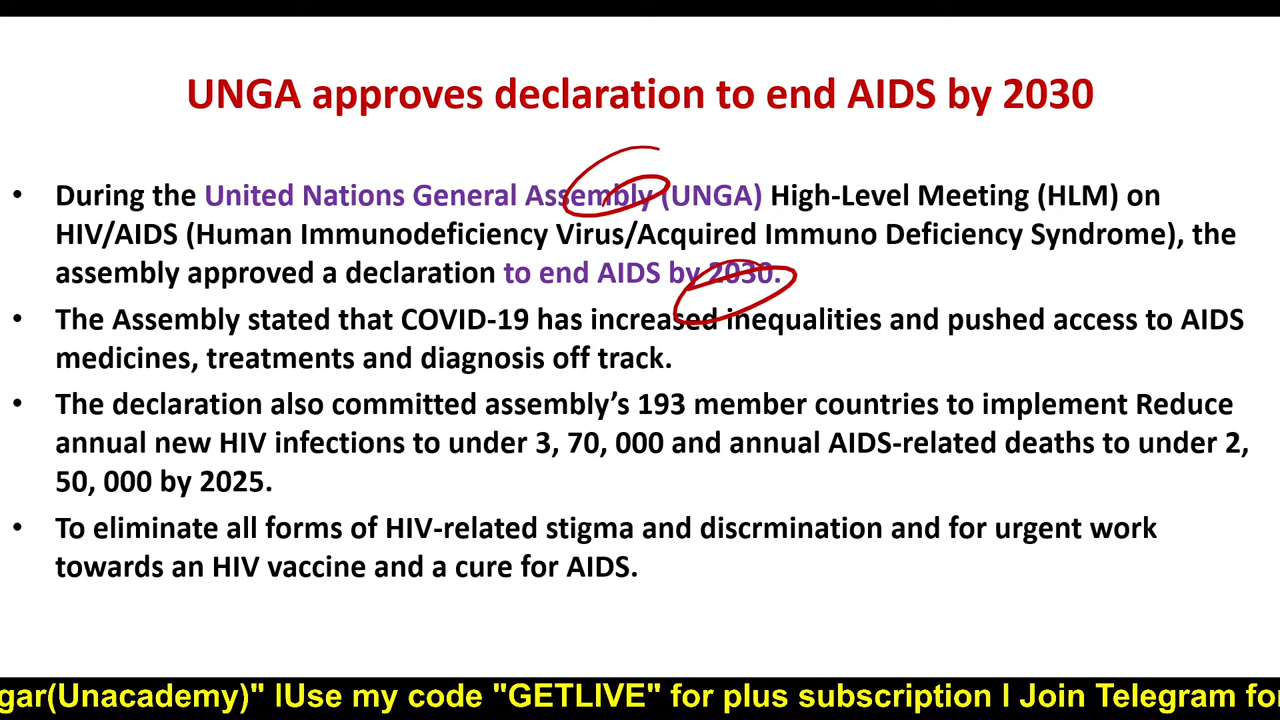 UNGA approves declaration to end AIDS by 2030
• During the United Nations General Assembly (UNGA) High-Level Meeting (HLM) on
HIV/AIDS (Human Immunodeficiency Virus/Acquired Immuno Deficiency Syndrome), the
assembly approved a declaration to end AIDS by 2030.
• The Assembly stated that COVID-19 has increased inequalities and pushed access to AIDS
medicines, treatments and diagnosis off track.
• The declaration also committed assembly’s 193 member countries to implement Reduce
annual new HIV infections to under 3, 70, 000 and annual AIDS-related deaths to under 2,
50, 000 by 2025.
• To eliminate all forms of HIV-related stigma and discrmination and for urgent work
towards an HIV vaccine and a cure for AIDS.
gar(Unacademy)" lUse my code "GETLIVE" for plus subscription l Join Telegram fo